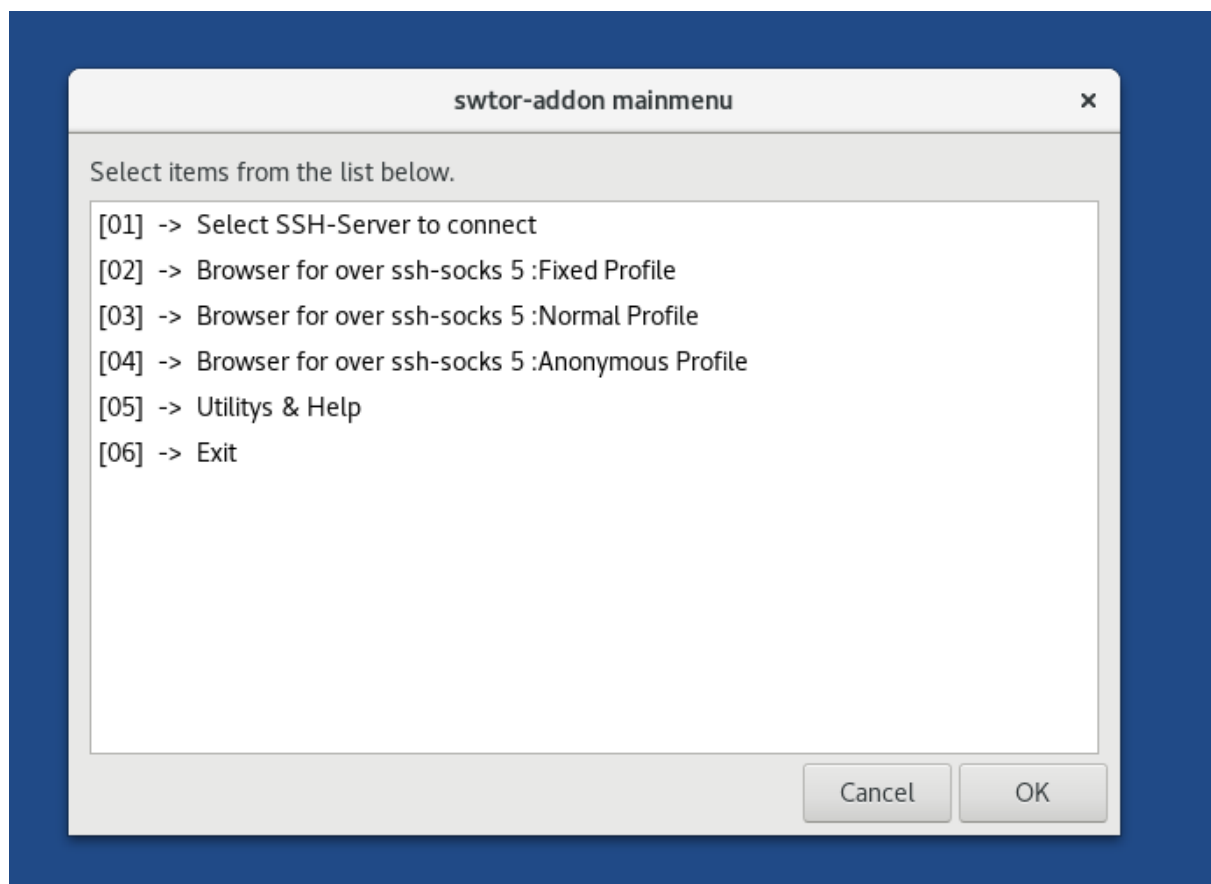 swtor-addon mainmenu ×
Select items from the list below.
[01] -> Select SSH-Server to connect
[02] -> Browser for over ssh-socks 5 :Fixed Profile
[03] -> Browser for over ssh-socks 5 :Normal Profile
[04] -> Browser for over ssh-socks 5 :Anonymous Profile
[05] -> Utilitys & Help
[06] -> Exit
Cancel OK